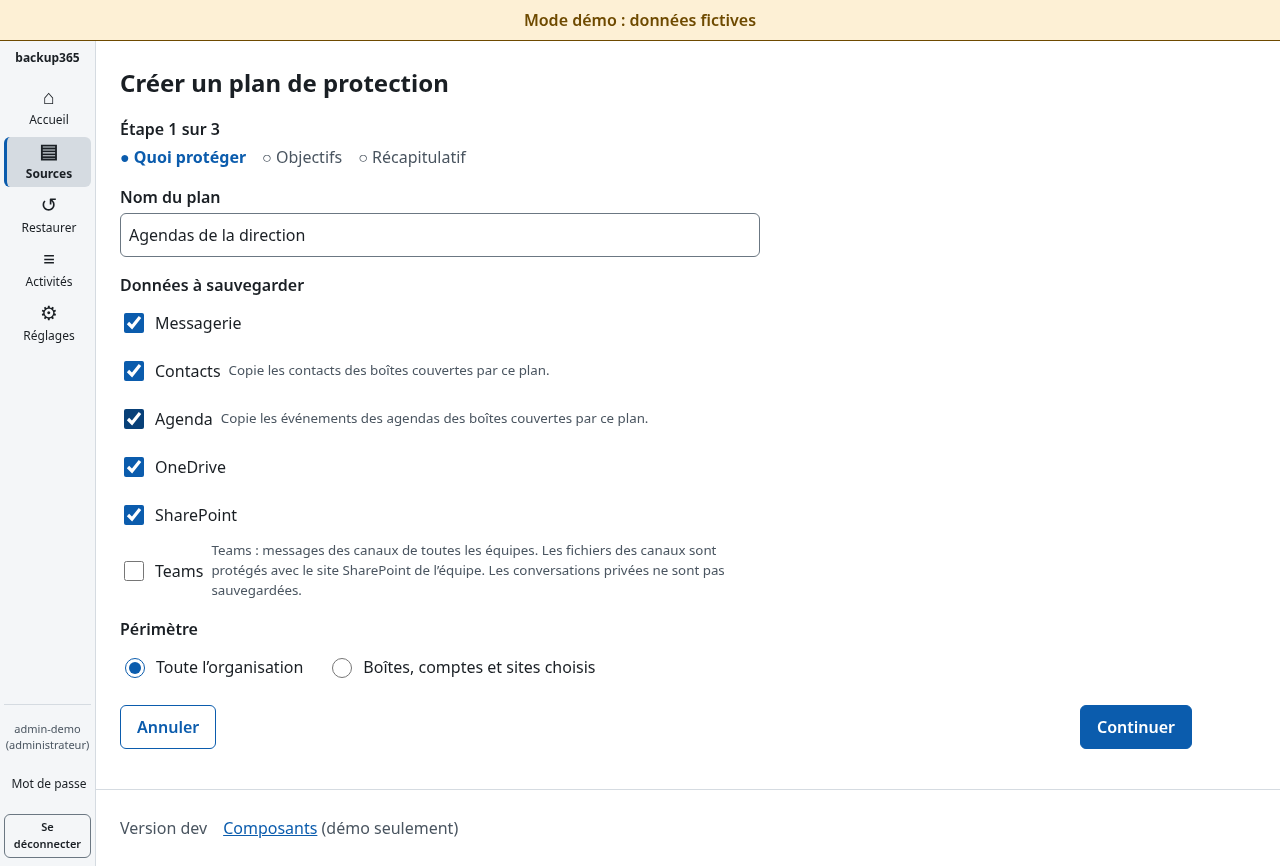 Mode démo : données fictives
backup365
Accueil
Sources
Restaurer
Activités
Réglages
admin-demo
(administrateur)
Mot de passe
Se
déconnecter
Créer un plan de protection
Étape 1 sur 3
● Quoi protéger ○ Objectifs ○ Récapitulatif
Nom du plan
Agendas de la direction
Données à sauvegarder
Messagerie
Contacts Copie les contacts des boîtes couvertes par ce plan.
Agenda Copie les événements des agendas des boîtes couvertes par ce plan.
OneDrive
SharePoint
Teams Teams : messages des canaux de toutes les équipes. Les fichiers des canaux sont
protégés avec le site SharePoint de l’équipe. Les conversations privées ne sont pas
sauvegardées.
Périmètre
Toute l’organisation Boîtes, comptes et sites choisis
Annuler Continuer
Version dev Composants (démo seulement)